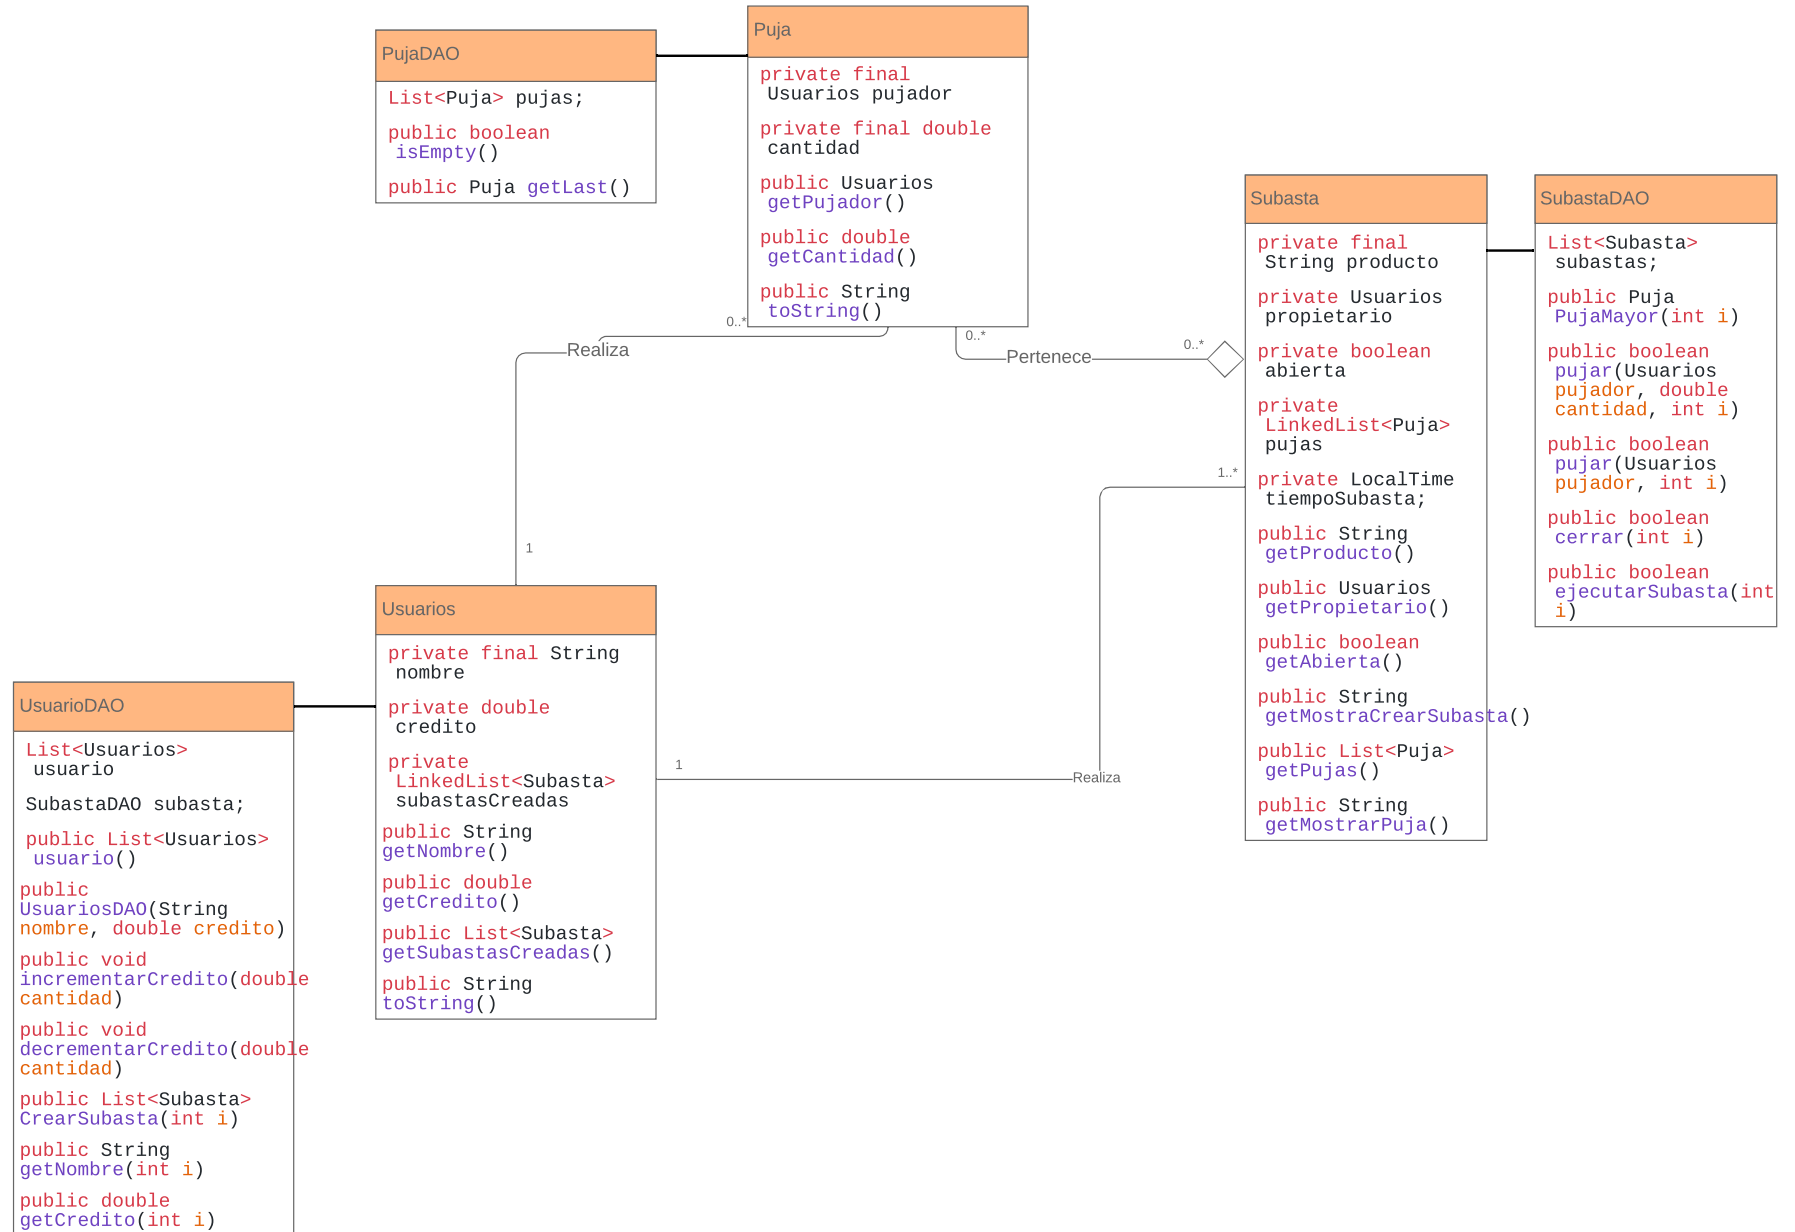 PujaDAO
List<Puja> pujas;
public boolean
isEmpty()
public Puja getLast()
Puja
private final
Usuarios pujador
private final double
cantidad
public Usuarios
getPujador()
public double
getCantidad()
public String
toString()
0..*
Realiza
1
0..*
Pertenece
0..*
Subasta
private final
String producto
private Usuarios
propietario
private boolean
abierta
private
LinkedList<Puja>
pujas
private LocalTime
tiempoSubasta;
public String
getProducto()
public Usuarios
getPropietario()
public boolean
getAbierta()
public String
getMostraCrearSubasta()
public List<Puja>
getPujas()
public String
getMostrarPuja()
SubastaDAO
List<Subasta>
subastas;
public Puja
PujaMayor(int i)
public boolean
pujar(Usuarios
pujador, double
cantidad, int i)
public boolean
pujar(Usuarios
pujador, int i)
public boolean
cerrar(int i)
public boolean
ejecutarSubasta(int
i)
1..*
1
Realiza
Usuarios
private final String
nombre
private double
credito
private
LinkedList<Subasta>
subastasCreadas
public String
getNombre()
public double
getCredito()
public List<Subasta>
getSubastasCreadas()
public String
toString()
UsuarioDAO
List<Usuarios>
usuario
SubastaDAO subasta;
public List<Usuarios>
usuario()
public
UsuariosDAO(String
nombre, double credito)
public void
incrementarCredito(double
cantidad)
public void
decrementarCredito(double
cantidad)
public List<Subasta>
CrearSubasta(int i)
public String
getNombre(int i)
public double
getCredito(int i)